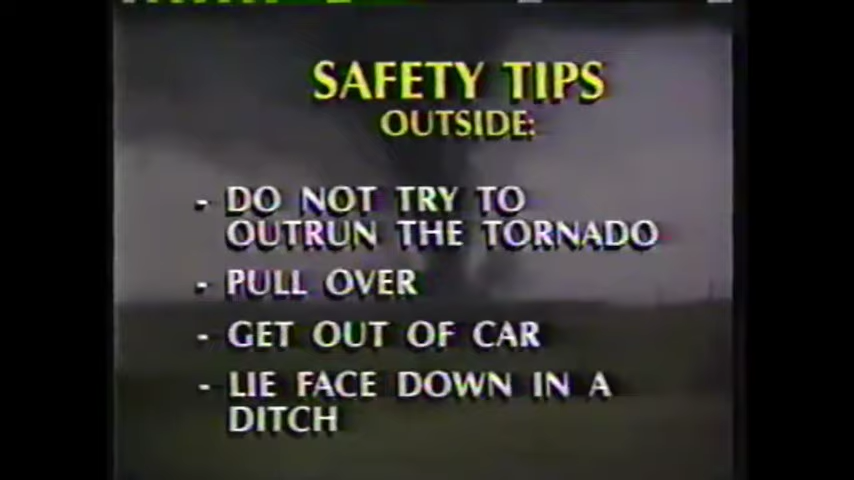 SAFETY TIPS
OUTSIDE:
- DO NOT TRY TO
OUTRUN THE TORNADO
- PULL OVER
- GET OUT OF CAR
- LIE FACE DOWN IN A
DITCH